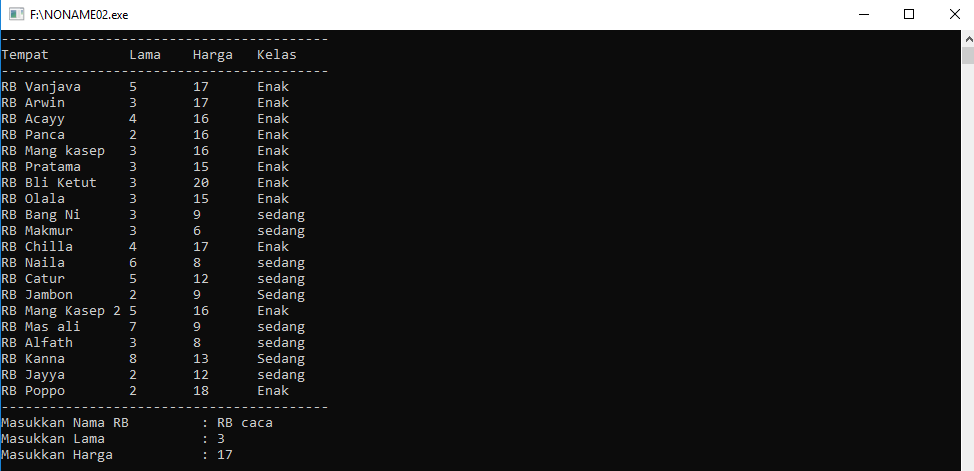 F:\NONAME02.exe
-----------------------------------------
Tempat          Lama    Harga   Kelas
-----------------------------------------
RB Vanjava      5       17      Enak
RB Arwin        3       17      Enak
RB Acayy        4       16      Enak
RB Panca        2       16      Enak
RB Mang kasep   3       16      Enak
RB Pratama      3       15      Enak
RB Bli Ketut    3       20      Enak
RB Olala        3       15      Enak
RB Bang Ni      3       9       sedang
RB Makmur       3       6       sedang
RB Chilla       4       17      Enak
RB Naila        6       8       sedang
RB Catur        5       12      sedang
RB Jambon       2       9       Sedang
RB Mang Kasep 2 5       16      Enak
RB Mas ali      7       9       sedang
RB Alfath       3       8       sedang
RB Kanna        8       13      Sedang
RB Jayya        2       12      sedang
RB Poppo        2       18      Enak
-----------------------------------------
Masukkan Nama RB         : RB caca
Masukkan Lama            : 3
Masukkan Harga           : 17